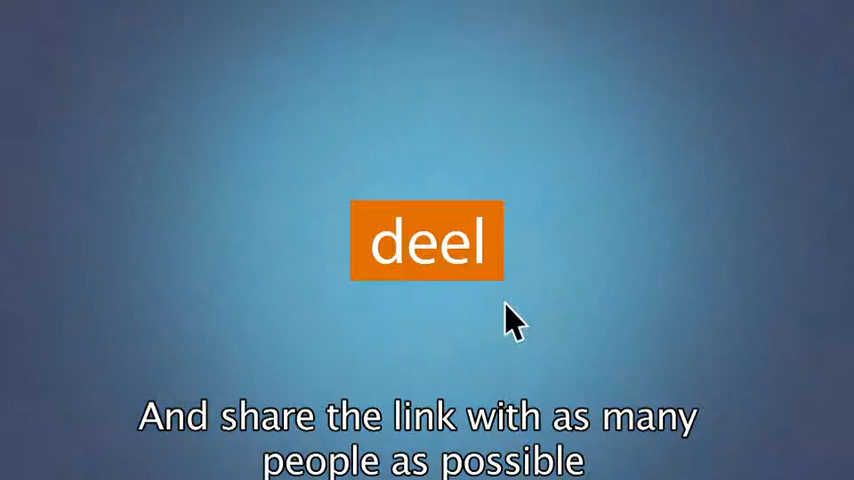 deel
And share the link with as many
people as possible